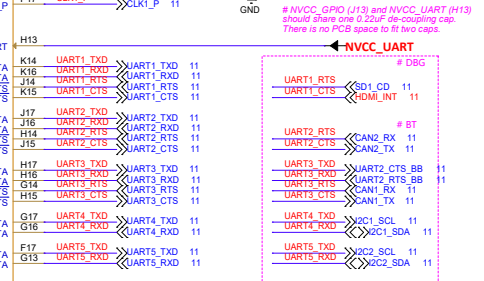 CLK1_P 11
GND
# NVCC_GPIO (J13) and NVCC_UART (H13)
should share one 0.22uF de-coupling cap.
There is no PCB space to fit two caps.
H13
NVCC_UART
# DBG
K14 UART1_TXD UART1_TXD 11
K16 UART1_RXD UART1_RXD 11
J14 UART1_RTS UART1_RTS 11 UART1_RTS SD1_CD 11
K15 UART1_CTS UART1_CTS 11 UART1_CTS HDMI_INT 11
# BT
J17 UART2_TXD UART2_TXD 11
J16 UART2_RXD UART2_RXD 11
H14 UART2_RTS UART2_RTS 11 UART2_RTS CAN2_RX 11
J15 UART2_CTS UART2_CTS 11 UART2_CTS CAN2_TX 11
H17 UART3_TXD UART3_TXD 11 UART3_TXD UART2_CTS_BB 11
H16 UART3_RXD UART3_RXD 11 UART3_RXD UART2_RTS_BB 11
G14 UART3_RTS UART3_RTS 11 UART3_RTS CAN1_RX 11
H15 UART3_CTS UART3_CTS 11 UART3_CTS CAN1_TX 11
G17 UART4_TXD UART4_TXD 11 UART4_TXD I2C1_SCL 11
G16 UART4_RXD UART4_RXD 11 UART4_RXD I2C1_SDA 11
F17 UART5_TXD UART5_TXD 11 UART5_TXD I2C2_SCL 11
G13 UART5_RXD UART5_RXD 11 UART5_RXD I2C2_SDA 11